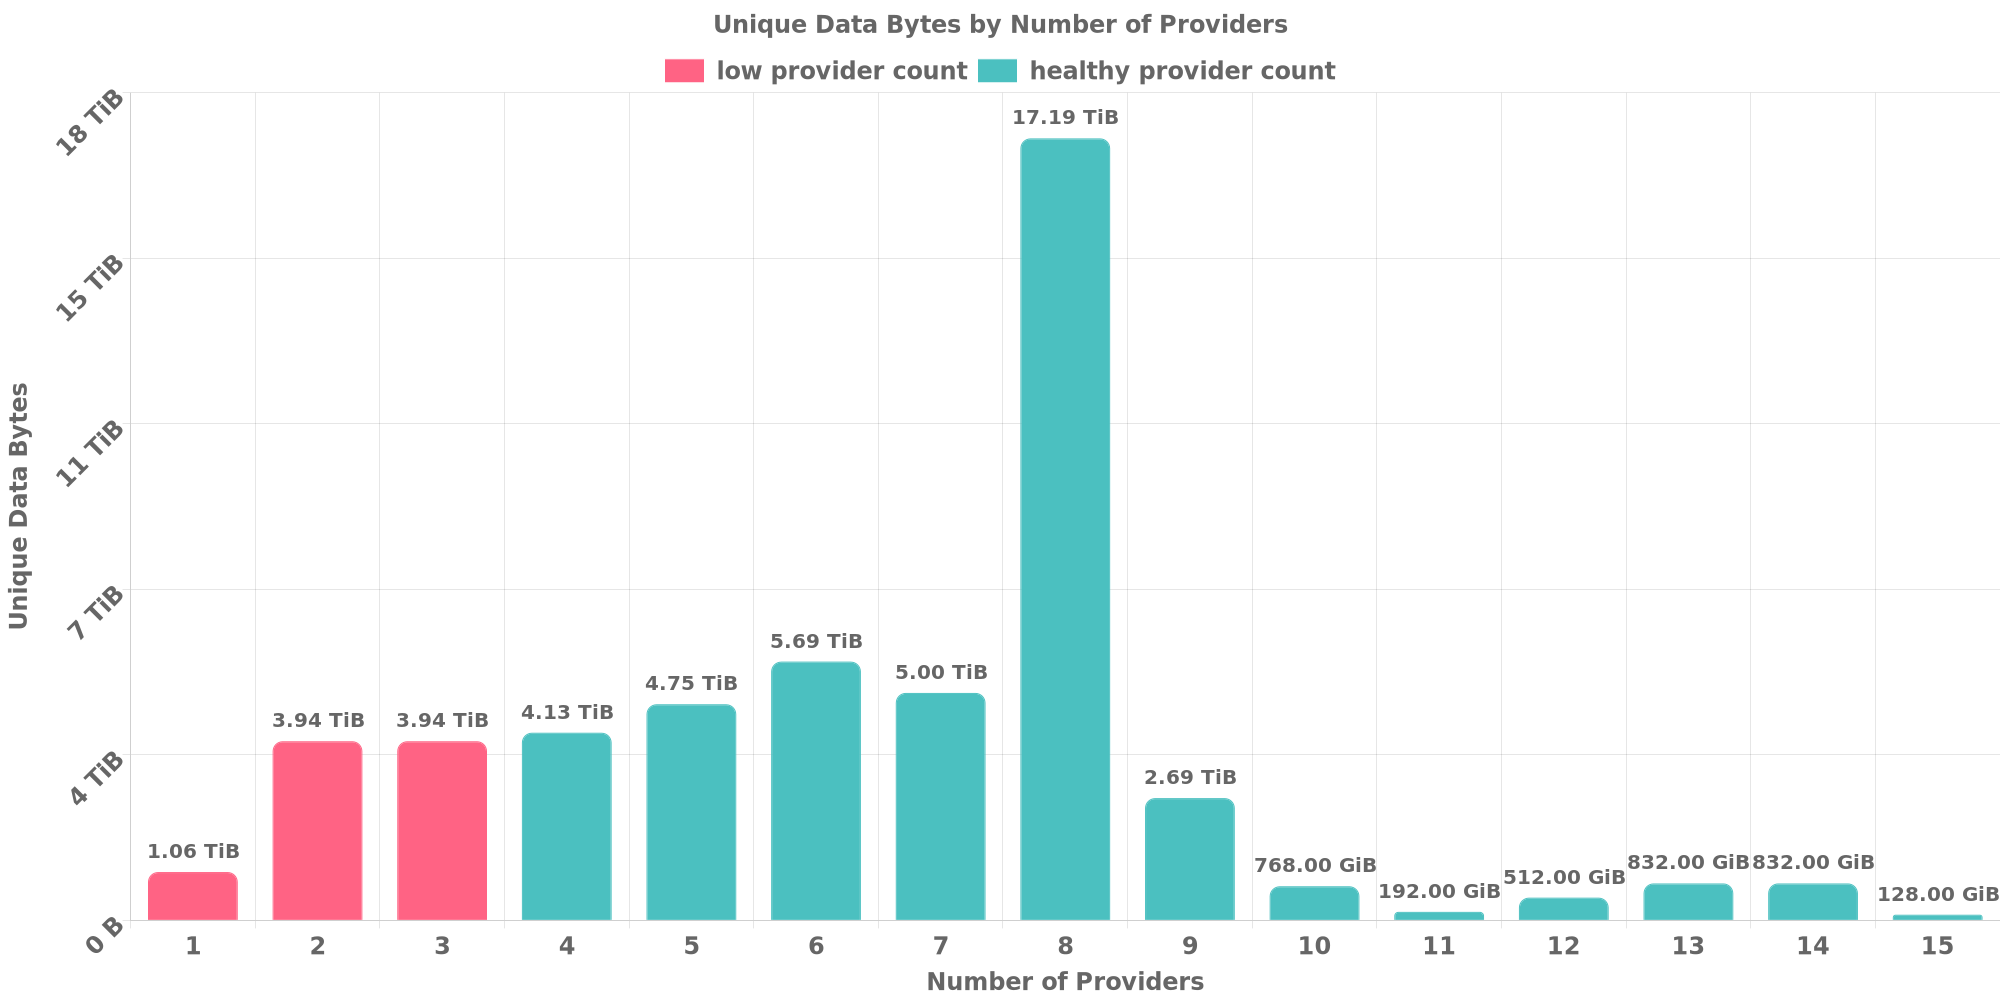 Unique Data Bytes by Number of Providers
low provider count healthy provider count
18 TiB
15 TiB
11 TiB
7 TiB
4 TiB
0 B
Unique Data Bytes
1.06 TiB
3.94 TiB
3.94 TiB
4.13 TiB
4.75 TiB
5.69 TiB
5.00 TiB
17.19 TiB
2.69 TiB
768.00 GiB
192.00 GiB
512.00 GiB
832.00 GiB
832.00 GiB
128.00 GiB
1 2 3 4 5 6 7 8 9 10 11 12 13 14 15
Number of Providers